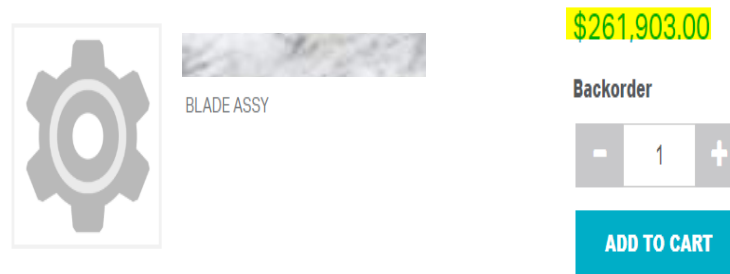 $261,903.00
BLADE ASSY
Backorder
- 1 +
ADD TO CART